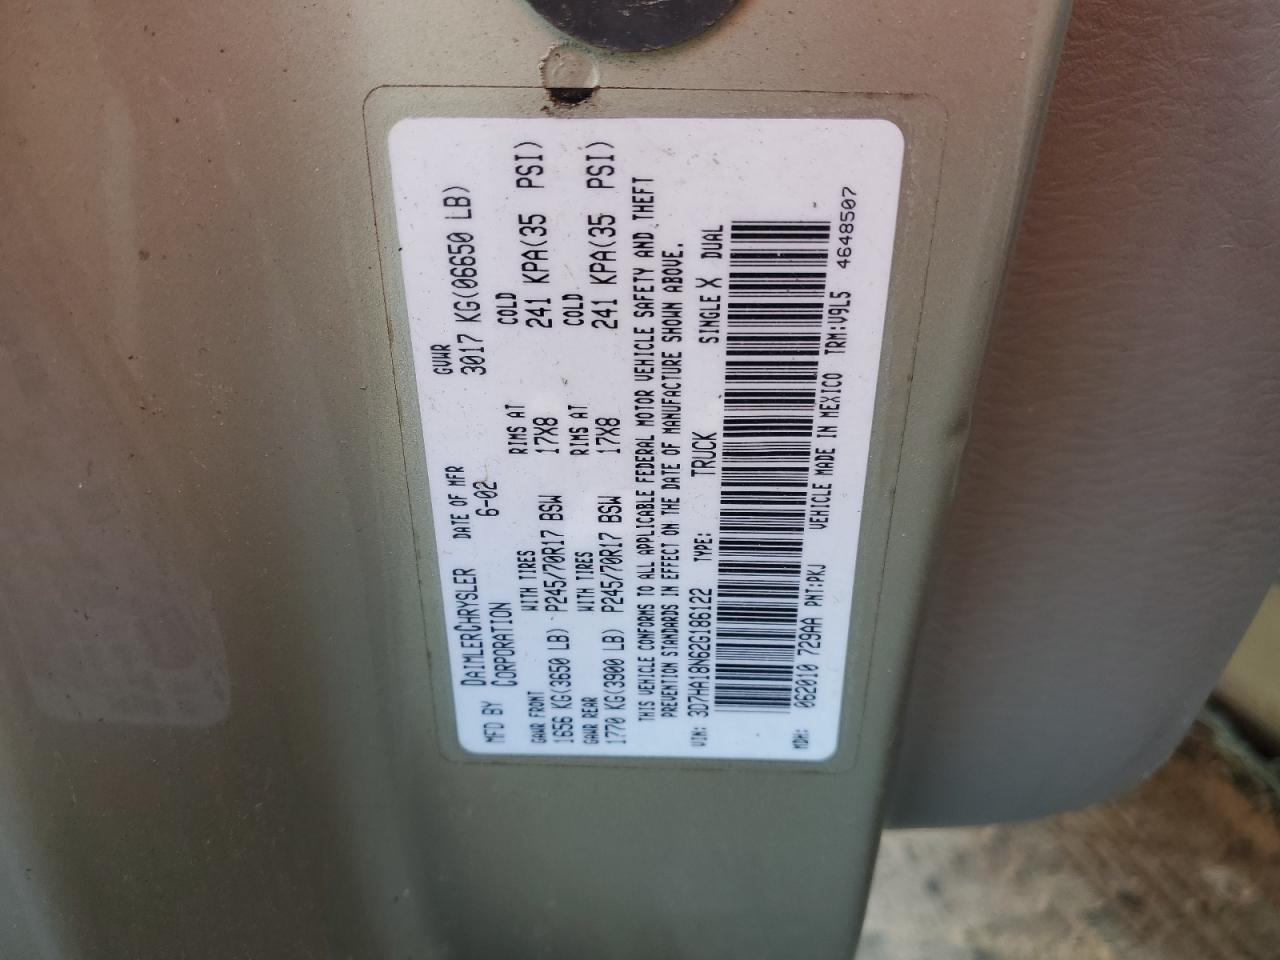 MFD BY DAIMLERCHRYSLER CORPORATION DATE OF MFR 6-02 GVWR 3017 KG(06650 LB)
GAWR FRONT WITH TIRES RIMS AT COLD
1656 KG(3650 LB) P245/70R17 BSW 17X8 241 KPA(35 PSI)
GAWR REAR WITH TIRES RIMS AT COLD
1770 KG(3900 LB) P245/70R17 BSW 17X8 241 KPA(35 PSI)
THIS VEHICLE CONFORMS TO ALL APPLICABLE FEDERAL MOTOR VEHICLE SAFETY AND THEFT
PREVENTION STANDARDS IN EFFECT ON THE DATE OF MANUFACTURE SHOWN ABOVE.
VIN: 3D7HA18N62G186122 TYPE: TRUCK SINGLE X DUAL
MDH: 062010 729AA PNT:PKJ VEHICLE MADE IN MEXICO TRM:V9L5 4648507